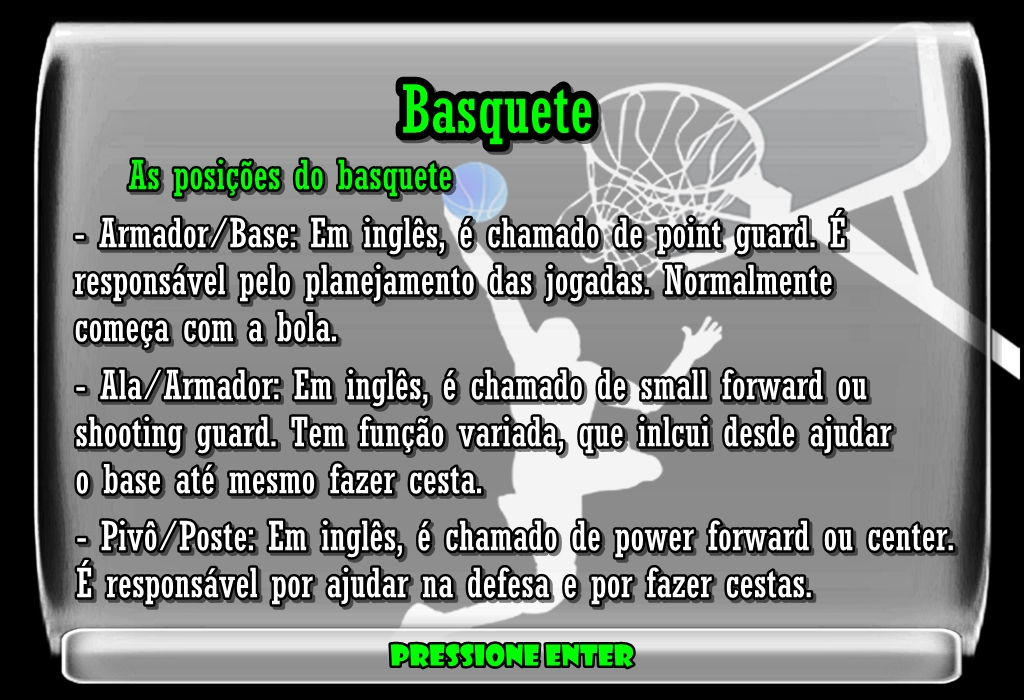 Basquete
As posições do basquete
- Armador/Base: Em inglês, é chamado de point guard. É
responsável pelo planejamento das jogadas. Normalmente
começa com a bola.
- Ala/Armador: Em inglês, é chamado de small forward ou
shooting guard. Tem função variada, que inlcui desde ajudar
o base até mesmo fazer cesta.
- Pivô/Poste: Em inglês, é chamado de power forward ou center.
É responsável por ajudar na defesa e por fazer cestas.
PRESSIONE ENTER